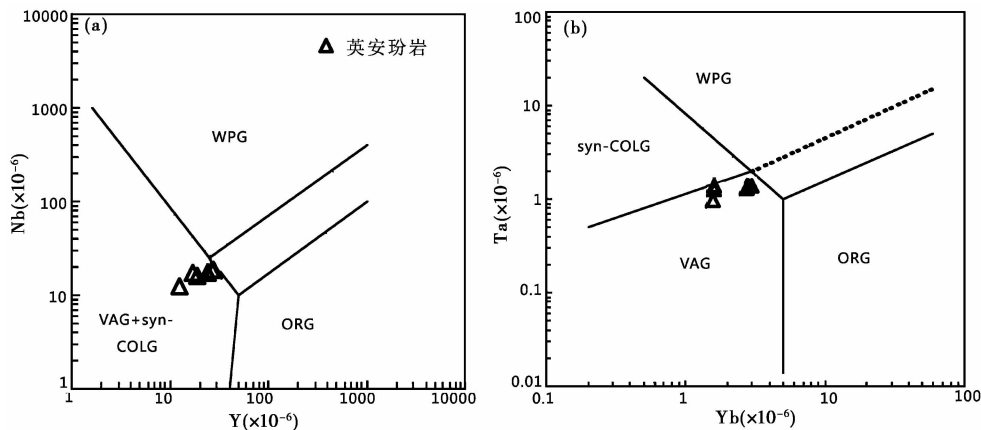 (a)
英安玢岩
10000
1000
100
10
1
Nb(×10⁻⁶)
WPG
VAG+syn-
COLG
ORG
1
10
100
1000
10000
Y(×10⁻⁶)
(b)
100
10
1
0.1
0.01
Ta(×10⁻⁶)
WPG
syn-COLG
VAG
ORG
0.1
1
10
100
Yb(×10⁻⁶)